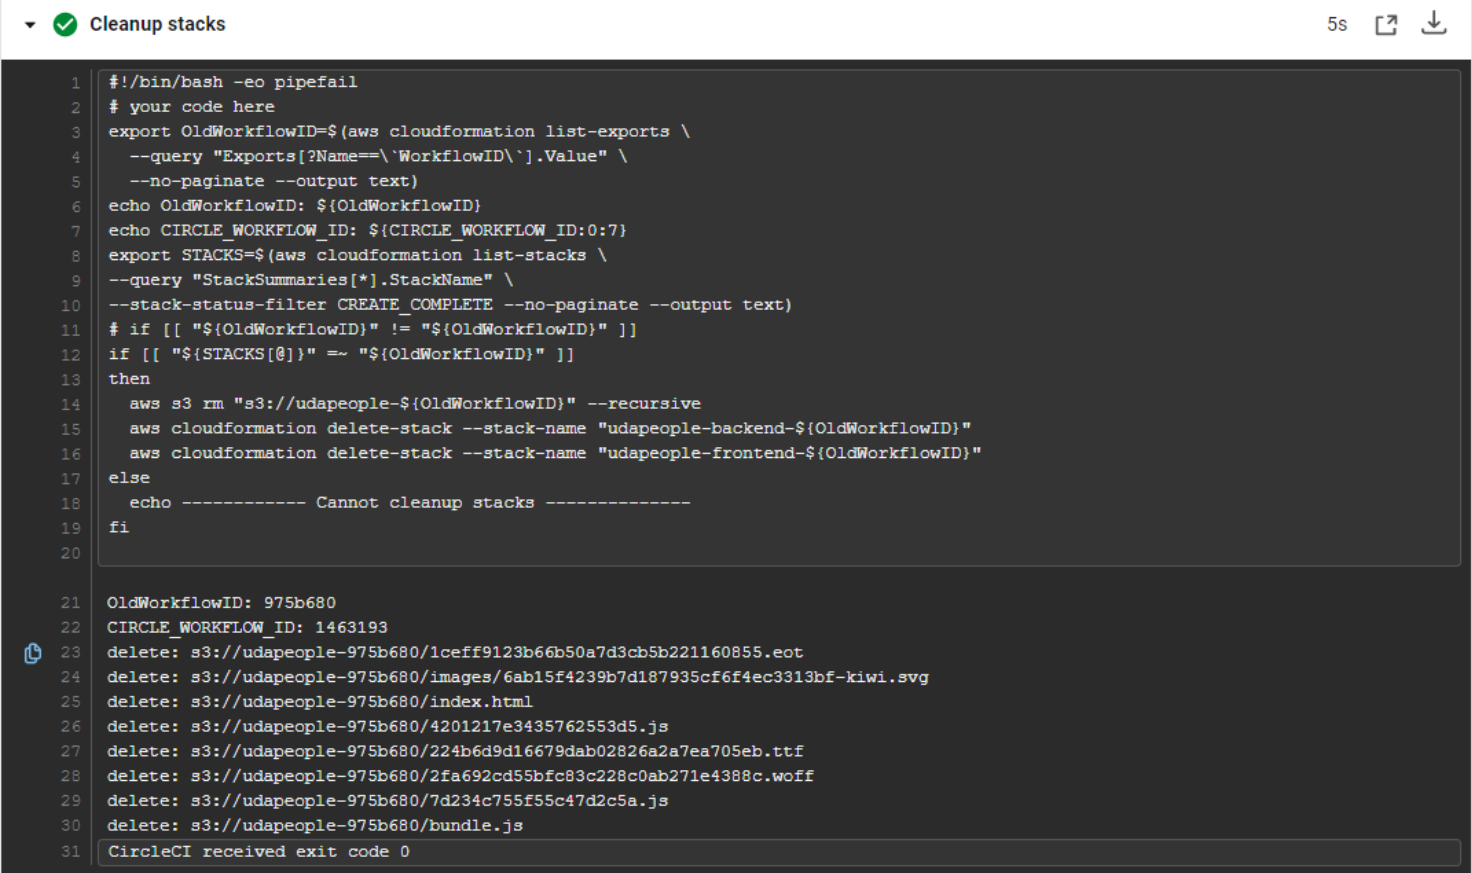 Cleanup stacks 5s
1 #!/bin/bash -eo pipefail
2 # your code here
3 export OldWorkflowID=$(aws cloudformation list-exports \
4   --query "Exports[?Name==\`WorkflowID\`].Value" \
5   --no-paginate --output text)
6 echo OldWorkflowID: ${OldWorkflowID}
7 echo CIRCLE_WORKFLOW_ID: ${CIRCLE_WORKFLOW_ID:0:7}
8 export STACKS=$(aws cloudformation list-stacks \
9 --query "StackSummaries[*].StackName" \
10 --stack-status-filter CREATE_COMPLETE --no-paginate --output text)
11 # if [[ "${OldWorkflowID}" != "${OldWorkflowID}" ]]
12 if [[ "${STACKS[@]}" =~ "${OldWorkflowID}" ]]
13 then
14   aws s3 rm "s3://udapeople-${OldWorkflowID}" --recursive
15   aws cloudformation delete-stack --stack-name "udapeople-backend-${OldWorkflowID}"
16   aws cloudformation delete-stack --stack-name "udapeople-frontend-${OldWorkflowID}"
17 else
18   echo ------------ Cannot cleanup stacks --------------
19 fi
20
21 OldWorkflowID: 975b680
22 CIRCLE_WORKFLOW_ID: 1463193
23 delete: s3://udapeople-975b680/1ceff9123b66b50a7d3cb5b221160855.eot
24 delete: s3://udapeople-975b680/images/6ab15f4239b7d187935cf6f4ec3313bf-kiwi.svg
25 delete: s3://udapeople-975b680/index.html
26 delete: s3://udapeople-975b680/4201217e3435762553d5.js
27 delete: s3://udapeople-975b680/224b6d9d16679dab02826a2a7ea705eb.ttf
28 delete: s3://udapeople-975b680/2fa692cd55bfc83c228c0ab271e4388c.woff
29 delete: s3://udapeople-975b680/7d234c755f55c47d2c5a.js
30 delete: s3://udapeople-975b680/bundle.js
31 CircleCI received exit code 0